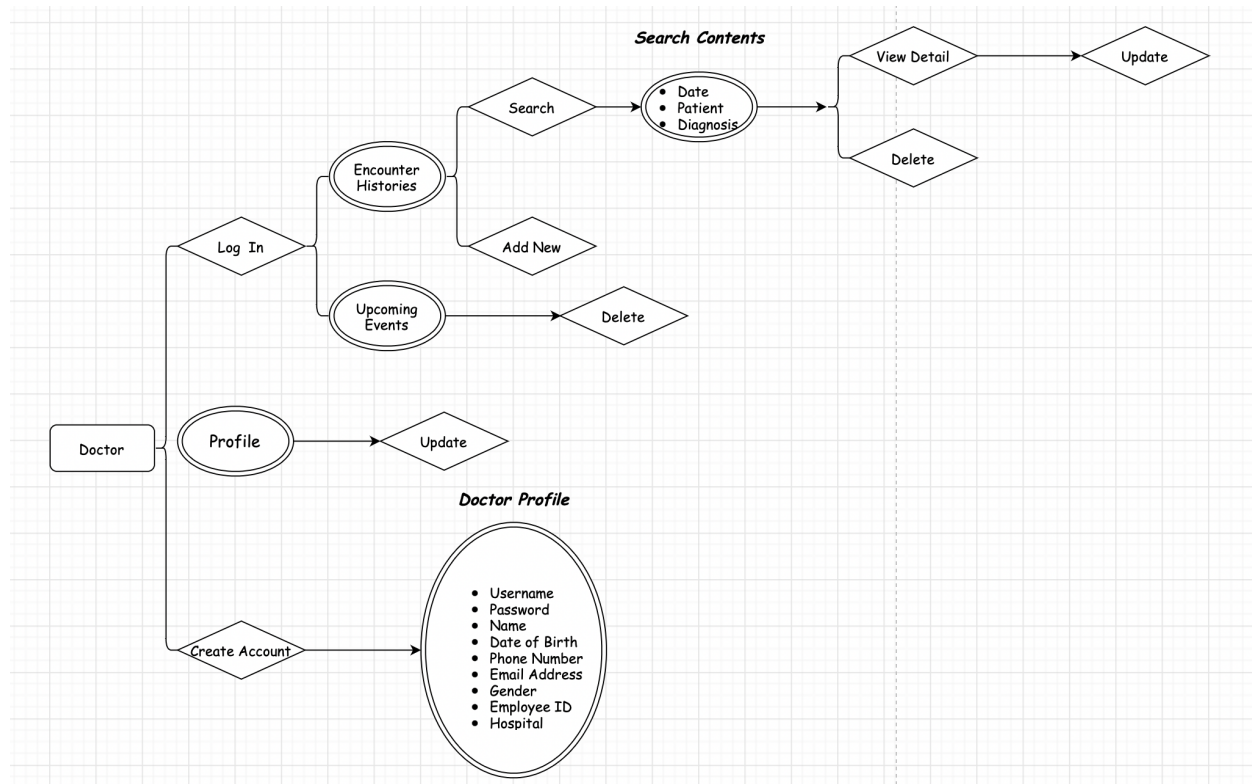 Search Contents
View Detail
Update
Search
• Date
• Patient
• Diagnosis
Delete
Encounter
Histories
Log In
Add New
Upcoming
Events
Delete
Doctor
Profile
Update
Doctor Profile
• Username
• Password
• Name
• Date of Birth
• Phone Number
• Email Address
• Gender
• Employee ID
• Hospital
Create Account